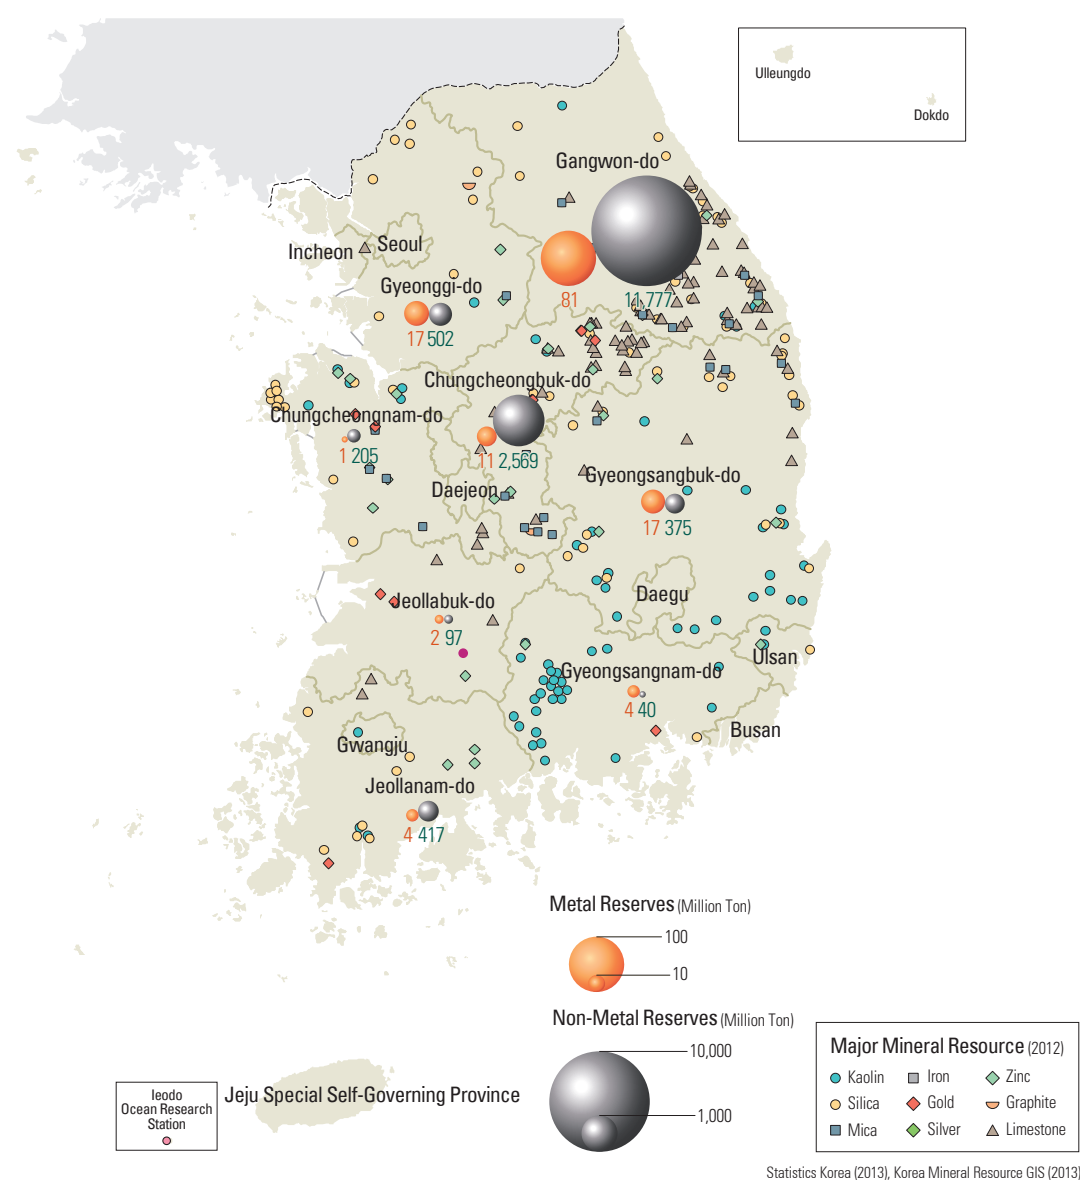 Ulleungdo
Dokdo
Gangwon-do
81
11,777
Incheon
Seoul
Gyeonggi-do
17 502
Chungcheongbuk-do
11 2,569
Chungcheongnam-do
1 205
Daejeon
Gyeongsangbuk-do
17 375
Daegu
Jeollabuk-do
2 97
Ulsan
Gyeongsangnam-do
4 40
Busan
Gwangju
Jeollanam-do
4 417
Metal Reserves (Million Ton)
100
10
Non-Metal Reserves (Million Ton)
10,000
1,000
Jeju Special Self-Governing Province
Ieodo
Ocean Research
Station
Major Mineral Resource (2012)
Kaolin Iron Zinc
Silica Gold Graphite
Mica Silver Limestone
Statistics Korea (2013), Korea Mineral Resource GIS (2013)